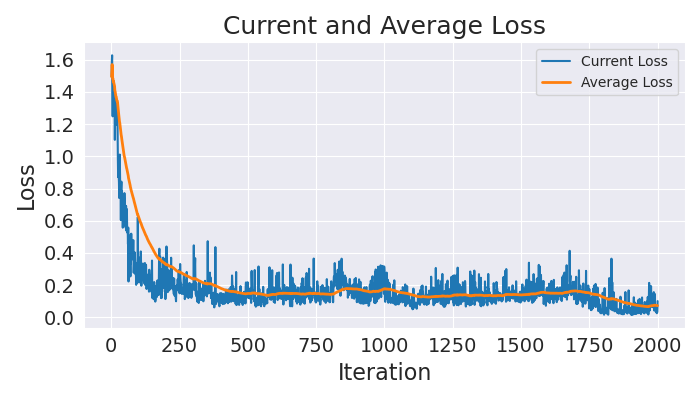 Current and Average Loss
Current Loss
Average Loss
Loss
1.6
1.4
1.2
1.0
0.8
0.6
0.4
0.2
0.0
0 250 500 750 1000 1250 1500 1750 2000
Iteration